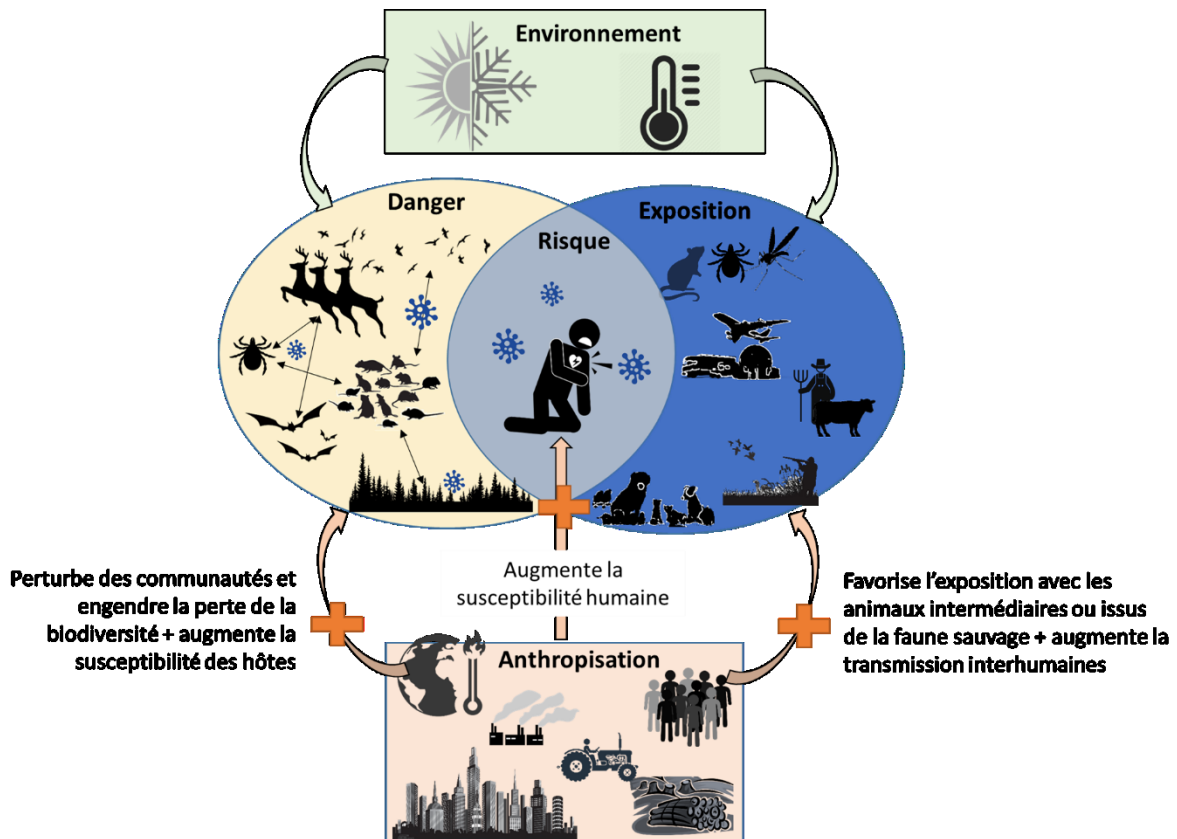 Environnement
Danger
Exposition
Risque
Perturbe des communautés et
engendre la perte de la
biodiversité + augmente la
susceptibilité des hôtes
Augmente la
susceptibilité humaine
Favorise l'exposition avec les
animaux intermédiaires ou issus
de la faune sauvage + augmente la
transmission interhumaines
Anthropisation